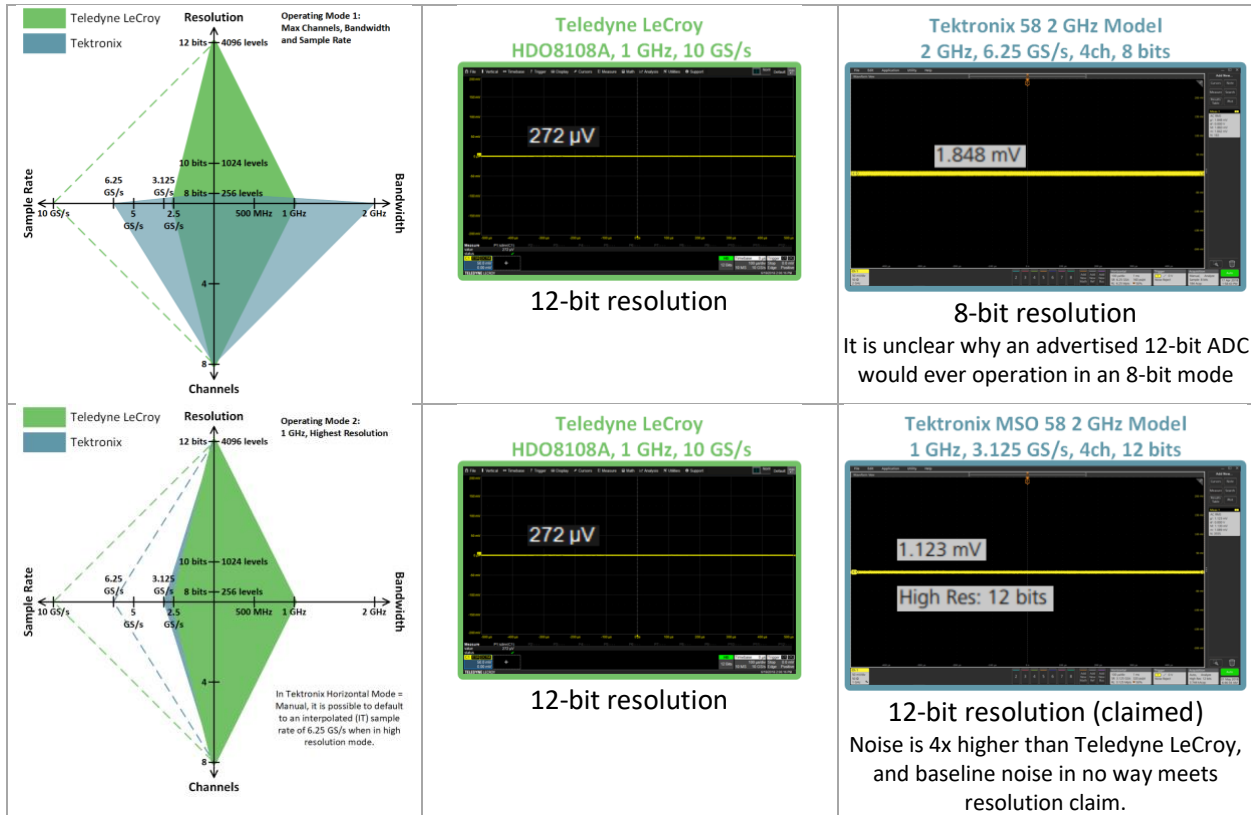 Teledyne LeCroy
Tektronix
Resolution
Operating Mode 1:
Max Channels, Bandwidth
and Sample Rate
12 bits
4096 levels
10 bits
1024 levels
6.25
GS/s
3.125
GS/s
8 bits
256 levels
Sample Rate
Bandwidth
10 GS/s
5
GS/s
2.5
GS/s
500 MHz
1 GHz
2 GHz
4
8
Channels
Teledyne LeCroy
HDO8108A, 1 GHz, 10 GS/s
272 µV
12-bit resolution
Tektronix 58 2 GHz Model
2 GHz, 6.25 GS/s, 4ch, 8 bits
1.848 mV
8-bit resolution
It is unclear why an advertised 12-bit ADC
would ever operation in an 8-bit mode
Teledyne LeCroy
Tektronix
Resolution
Operating Mode 2:
1 GHz, Highest Resolution
12 bits
4096 levels
10 bits
1024 levels
6.25
GS/s
3.125
GS/s
8 bits
256 levels
Sample Rate
Bandwidth
10 GS/s
5
GS/s
2.5
GS/s
500 MHz
1 GHz
2 GHz
4
In Tektronix Horizontal Mode =
Manual, it is possible to default
to an interpolated (IT) sample
rate of 6.25 GS/s when in high
resolution mode.
8
Channels
Teledyne LeCroy
HDO8108A, 1 GHz, 10 GS/s
272 µV
12-bit resolution
Tektronix MSO 58 2 GHz Model
1 GHz, 3.125 GS/s, 4ch, 12 bits
1.123 mV
High Res: 12 bits
12-bit resolution (claimed)
Noise is 4x higher than Teledyne LeCroy,
and baseline noise in no way meets
resolution claim.